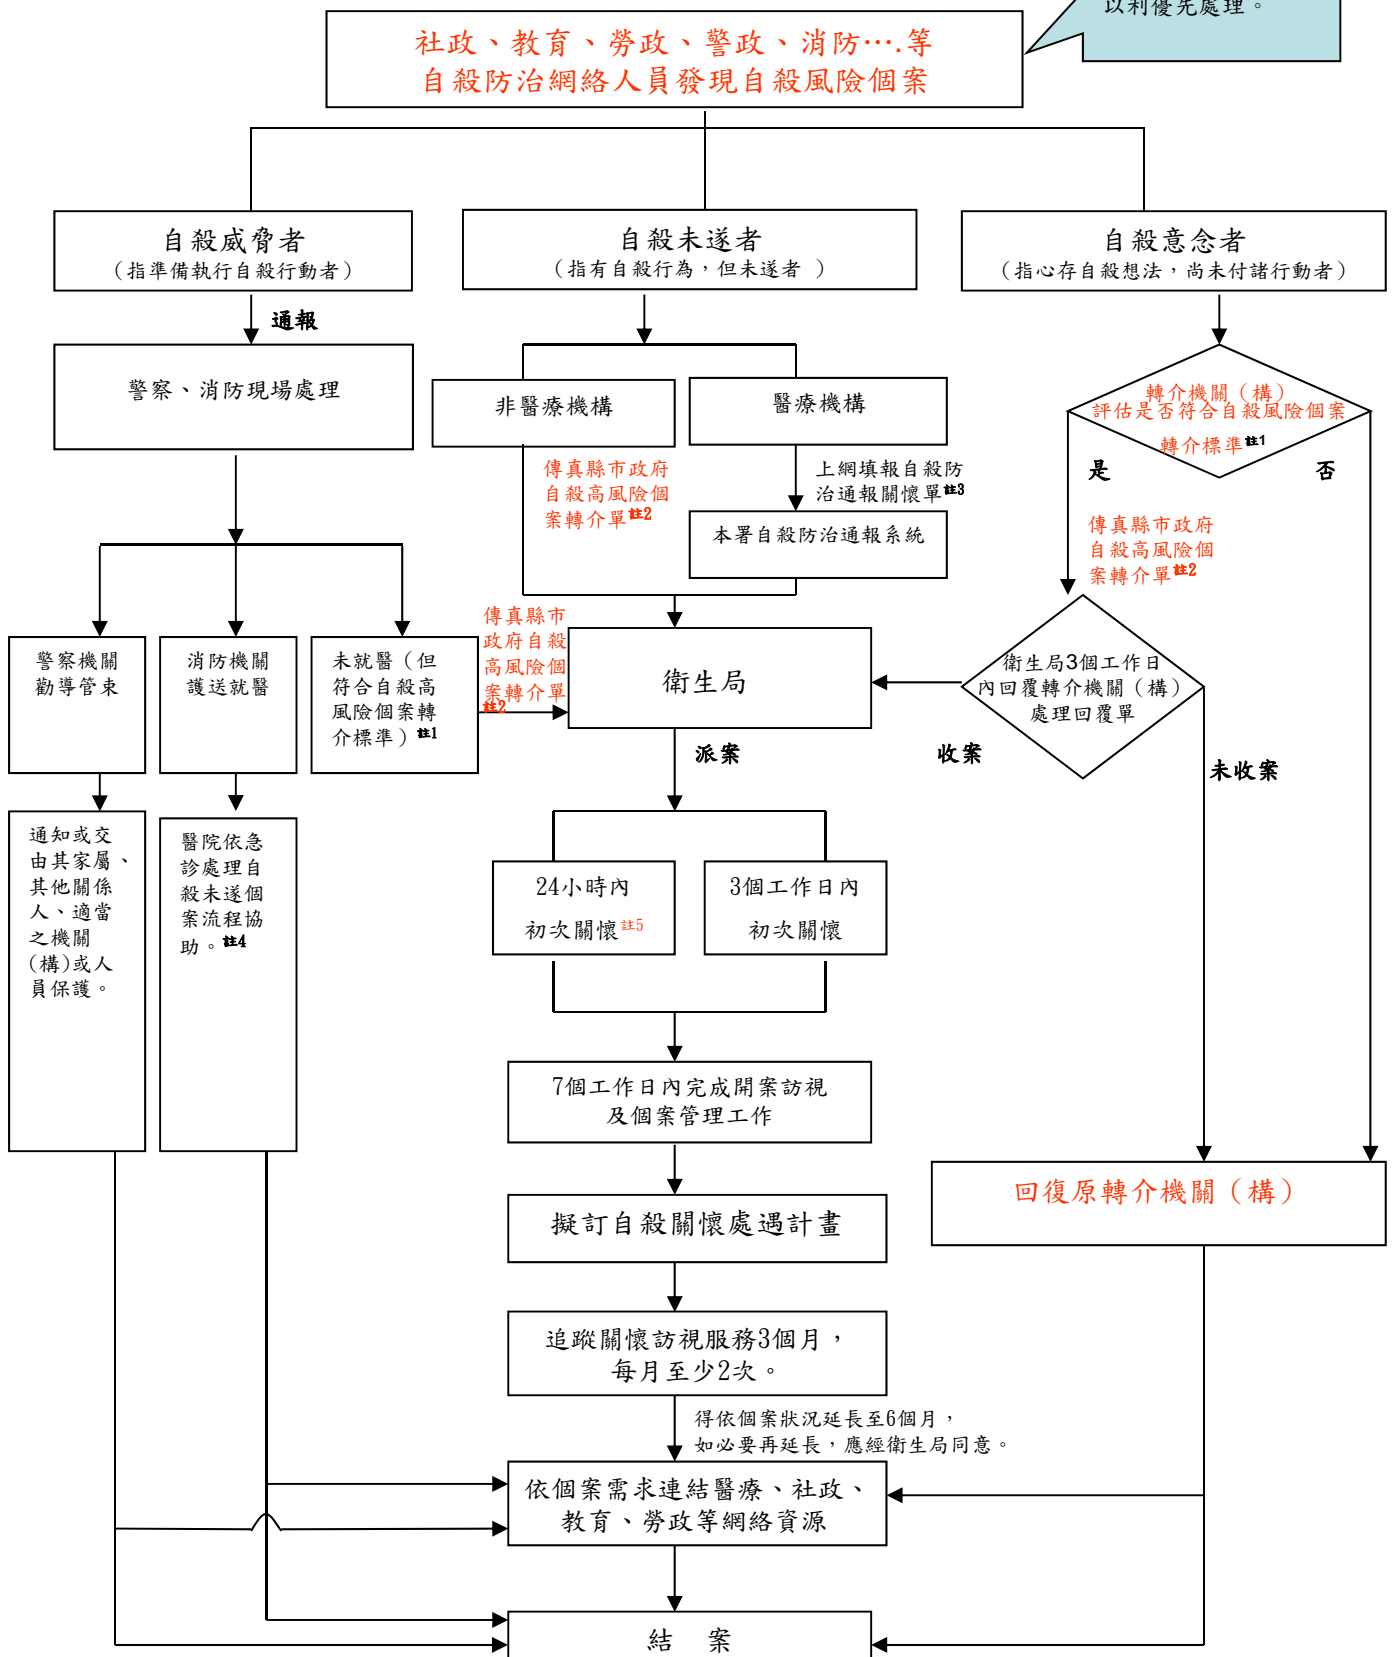 以利優先處理。
社政、教育、勞政、警政、消防….等
自殺防治網絡人員發現自殺風險個案
自殺威脅者
（指準備執行自殺行動者）
自殺未遂者
（指有自殺行為，但未遂者 ）
自殺意念者
（指心存自殺想法，尚未付諸行動者）
通報
警察、消防現場處理
非醫療機構
醫療機構
轉介機關（構）
評估是否符合自殺風險個案
轉介標準註1
是
否
傳真縣市政府
自殺高風險個
案轉介單註2
上網填報自殺防
治通報關懷單註3
本署自殺防治通報系統
傳真縣市政府
自殺高風險個
案轉介單註2
警察機關
勸導管束
消防機關
護送就醫
未就醫（但
符合自殺高
風險個案轉
介標準）註1
傳真縣市
政府自殺
高風險個
案轉介單
註2
衛生局
衛生局3個工作日
內回覆轉介機關（構）
處理回覆單
派案
收案
未收案
通知或交
由其家屬、
其他關係
人、適當
之機關
(構)或人
員保護。
醫院依急
診處理自
殺未遂個
案流程協
助。註4
24小時內
初次關懷註5
3個工作日內
初次關懷
7個工作日內完成開案訪視
及個案管理工作
回復原轉介機關（構）
擬訂自殺關懷處遇計畫
追蹤關懷訪視服務3個月，
每月至少2次。
得依個案狀況延長至6個月，
如必要再延長，應經衛生局同意。
依個案需求連結醫療、社政、
教育、勞政等網絡資源
結 案